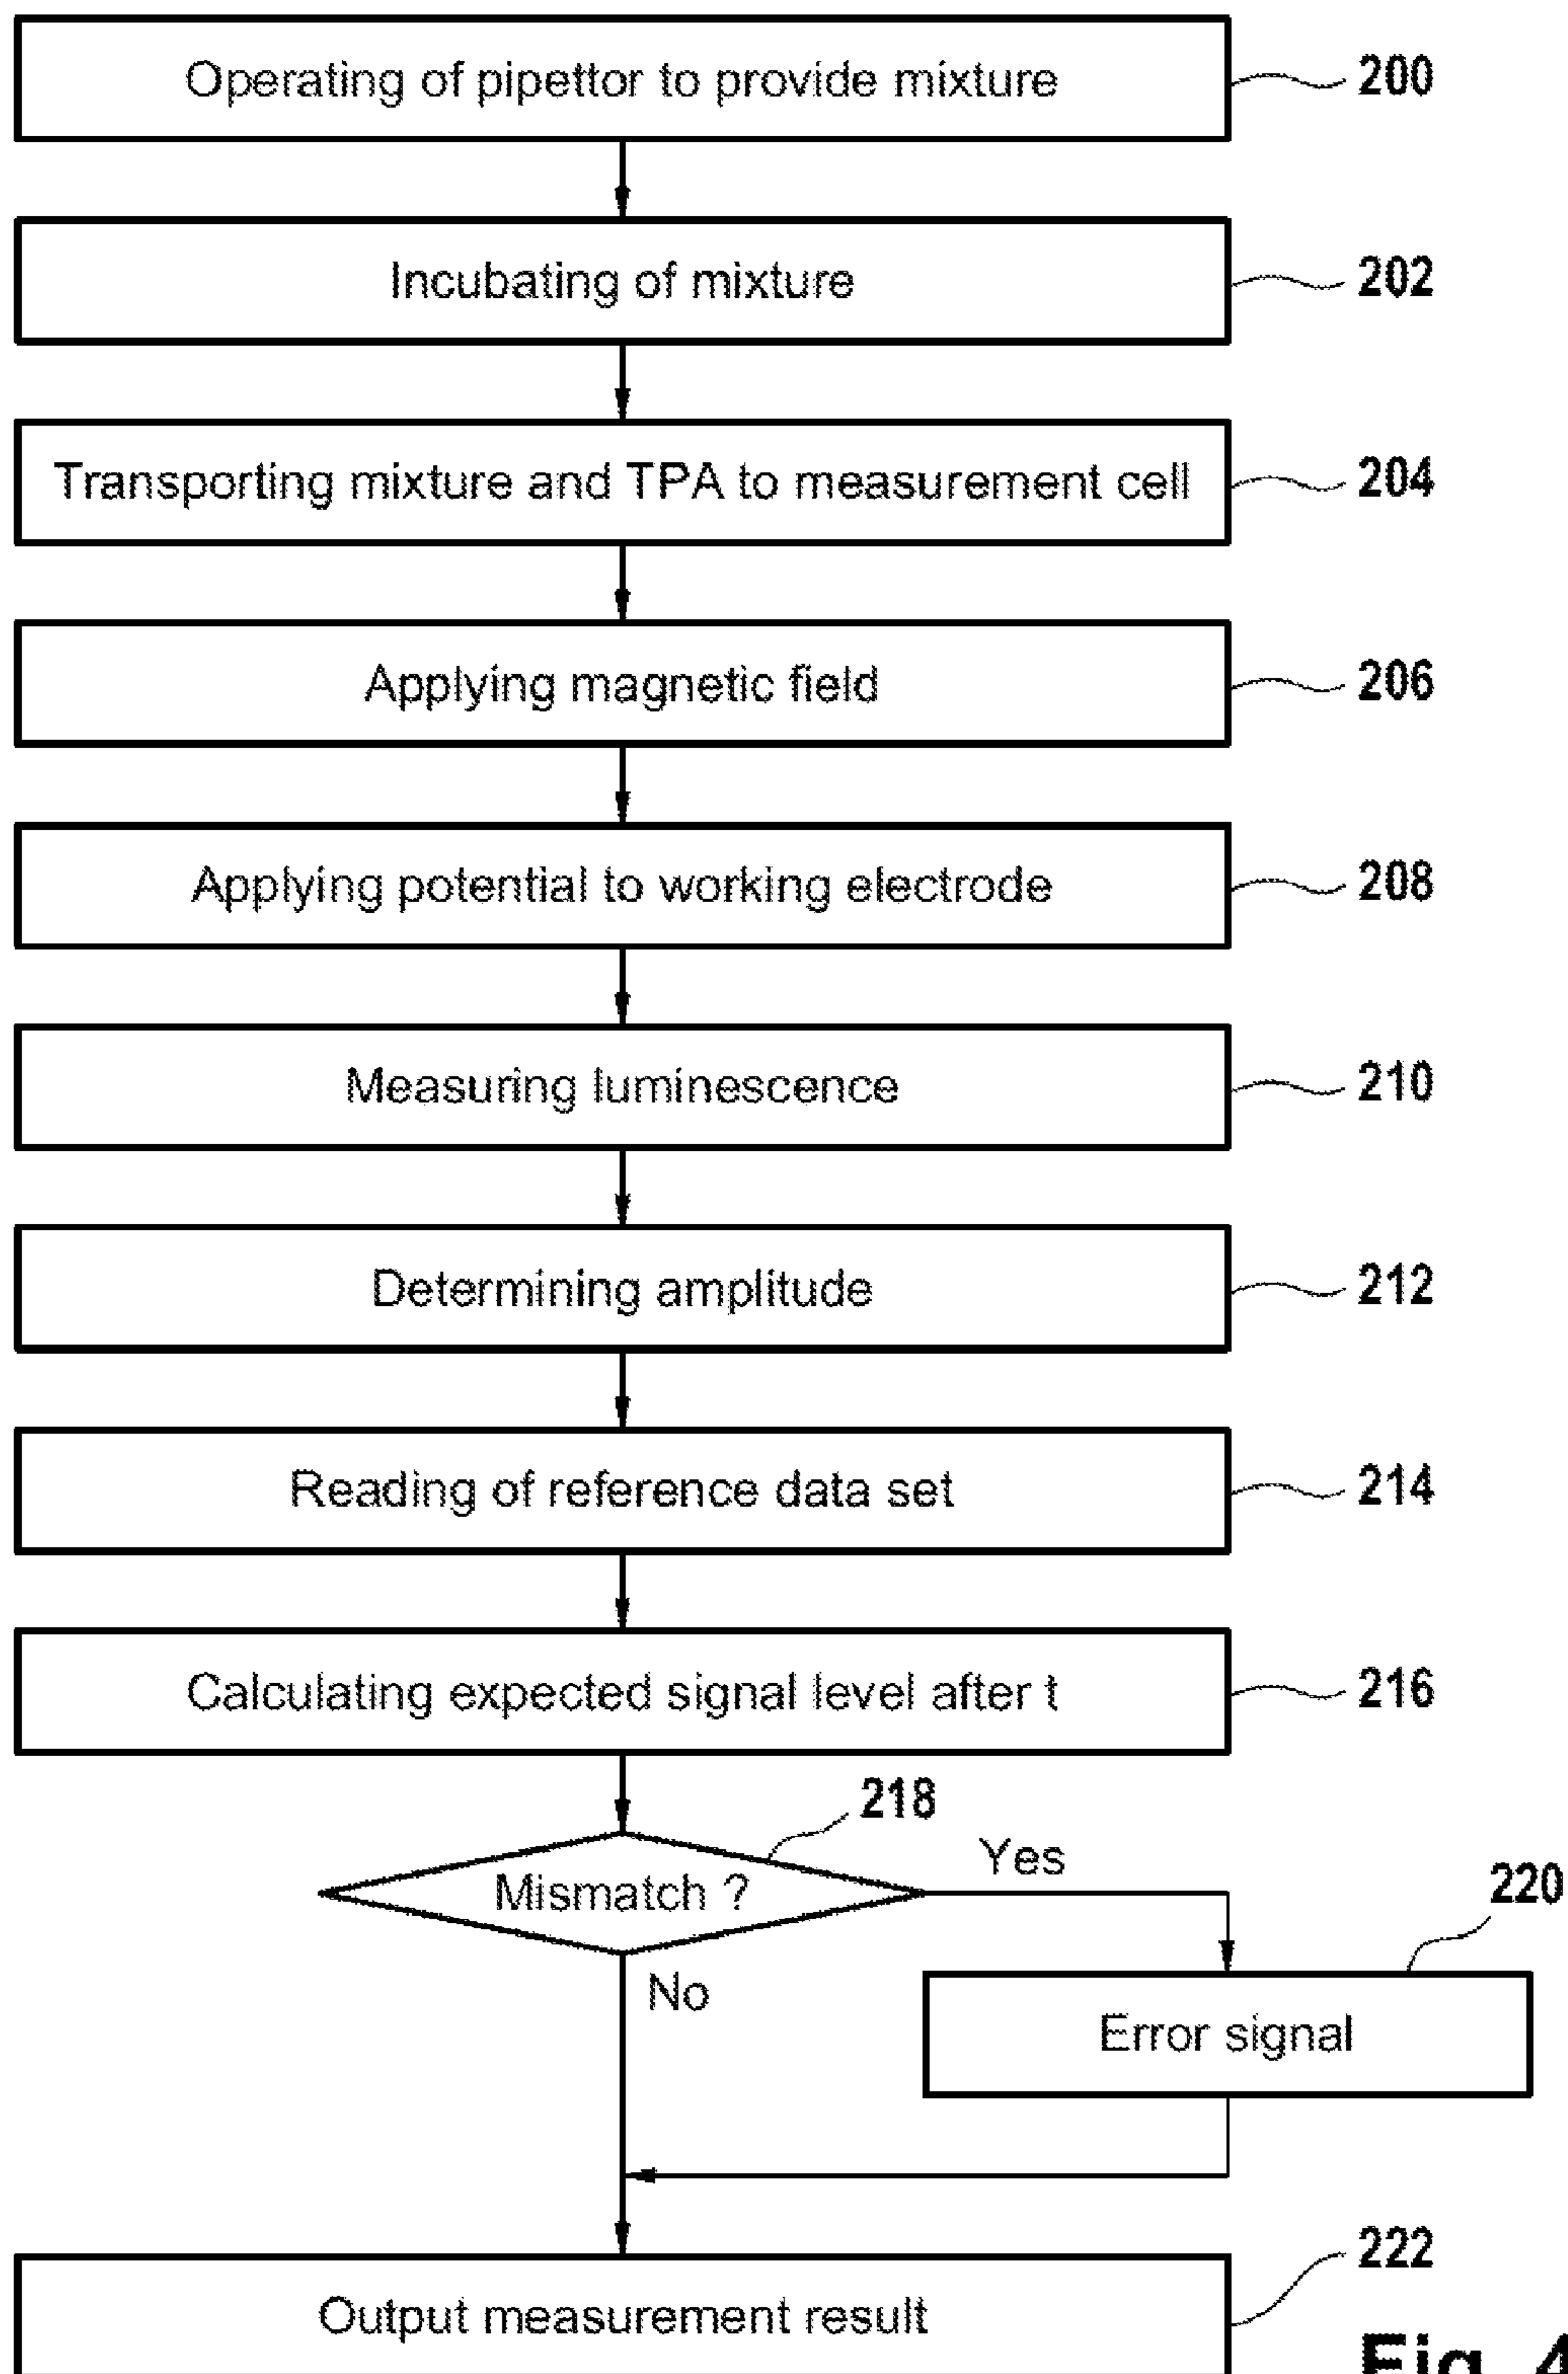 Operating of pipettor to provide mixture
200
Incubating of mixture
202
Transporting mixture and TPA to measurement cell
204
Applying magnetic field
206
Applying potential to working electrode
208
Measuring luminescence
210
Determining amplitude
212
Reading of reference data set
214
Calculating expected signal level after t
216
218
Mismatch ?
Yes
220
No
Error signal
222
Output measurement result
Fig. 4